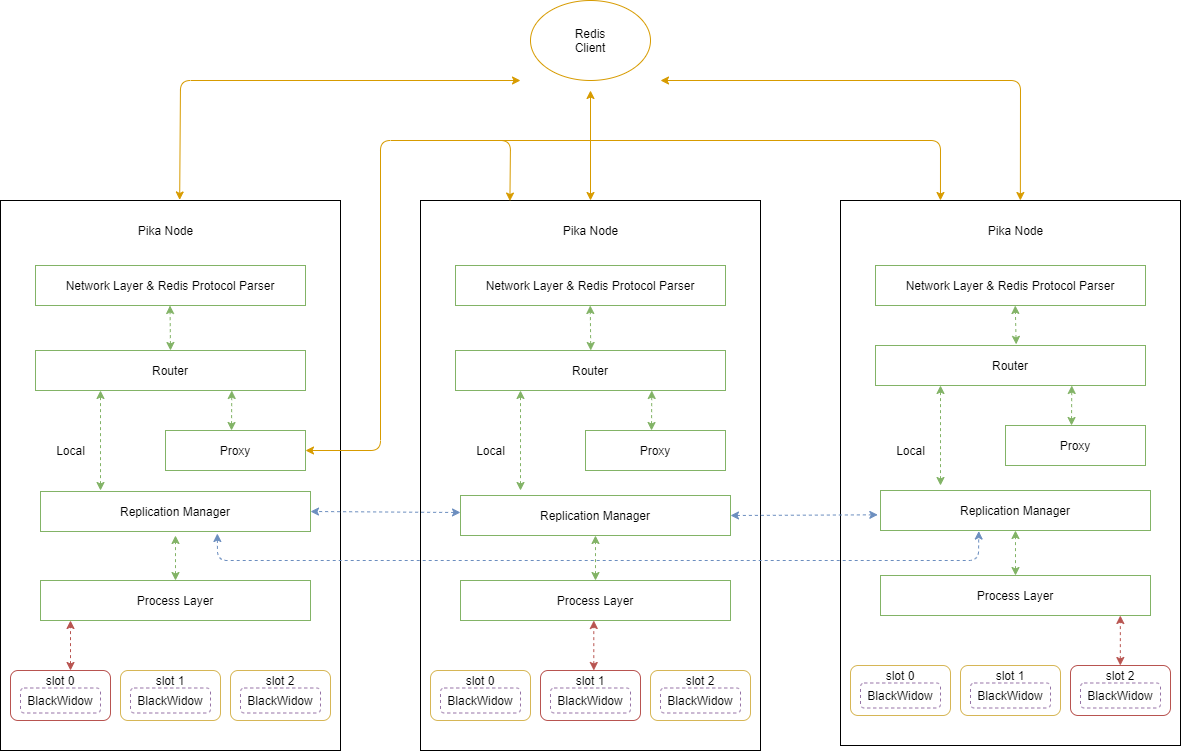 Redis
Client
Pika Node
Network Layer & Redis Protocol Parser
Router
Local
Proxy
Replication Manager
Process Layer
slot 0
BlackWidow
slot 1
BlackWidow
slot 2
BlackWidow
Pika Node
Network Layer & Redis Protocol Parser
Router
Local
Proxy
Replication Manager
Process Layer
slot 0
BlackWidow
slot 1
BlackWidow
slot 2
BlackWidow
Pika Node
Network Layer & Redis Protocol Parser
Router
Local
Proxy
Replication Manager
Process Layer
slot 0
BlackWidow
slot 1
BlackWidow
slot 2
BlackWidow